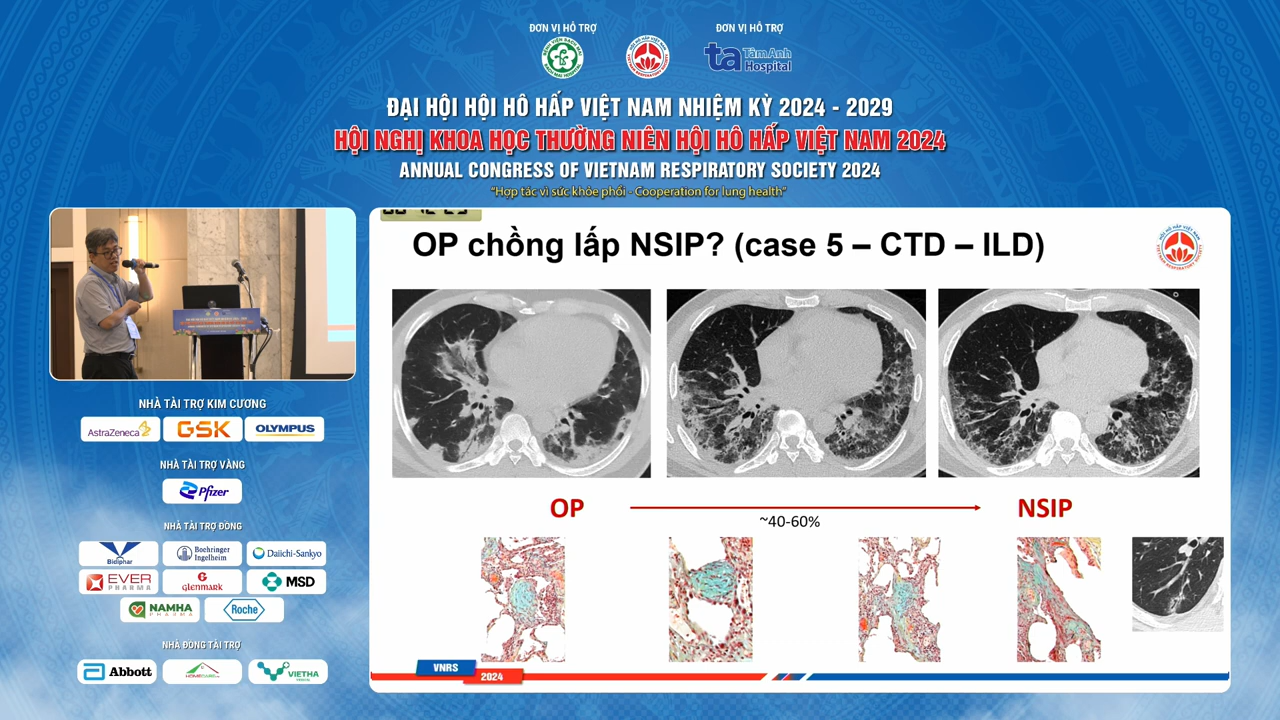 ĐƠN VỊ HỖ TRỢ
ĐƠN VỊ HỖ TRỢ
ta TâmAnh Hospital
ĐẠI HỘI HỘI HÔ HẤP VIỆT NAM NHIỆM KỲ 2024 - 2029
HỘI NGHỊ KHOA HỌC THƯỜNG NIÊN HỘI HÔ HẤP VIỆT NAM 2024
ANNUAL CONGRESS OF VIETNAM RESPIRATORY SOCIETY 2024
"Hợp tác vì sức khỏe phổi - Cooperation for lung health"
NHÀ TÀI TRỢ KIM CƯƠNG
AstraZeneca
GSK
OLYMPUS
NHÀ TÀI TRỢ VÀNG
Pfizer
NHÀ TÀI TRỢ ĐỒNG
Bidiphar
Boehringer Ingelheim
Daiichi-Sankyo
EVER PHARMA
GLENMARK
MSD
NAMHA PHARMA
Roche
NHÀ ĐỒNG TÀI TRỢ
Abbott
VIETHA
OP chồng lấp NSIP? (case 5 – CTD – ILD)
OP
~40-60%
NSIP
VNRS
2024